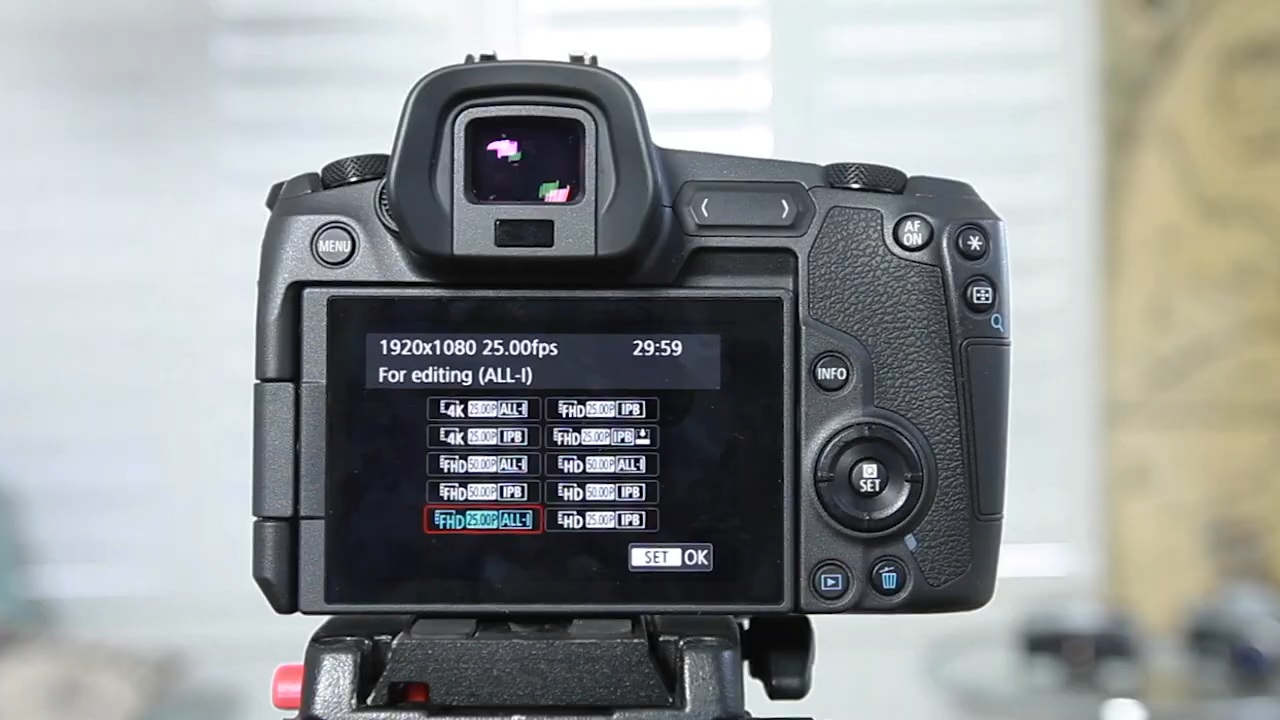 MENU
AF
ON
INFO
1920x1080 25.00fps 29:59
For editing (ALL-I)
4K 25.00P ALL-I
FHD 25.00P IPB
4K 25.00P IPB
FHD 25.00P IPB
FHD 50.00P ALL-I
HD 50.00P ALL-I
FHD 50.00P IPB
HD 50.00P IPB
FHD 25.00P ALL-I
HD 25.00P IPB
SET OK
Q
SET